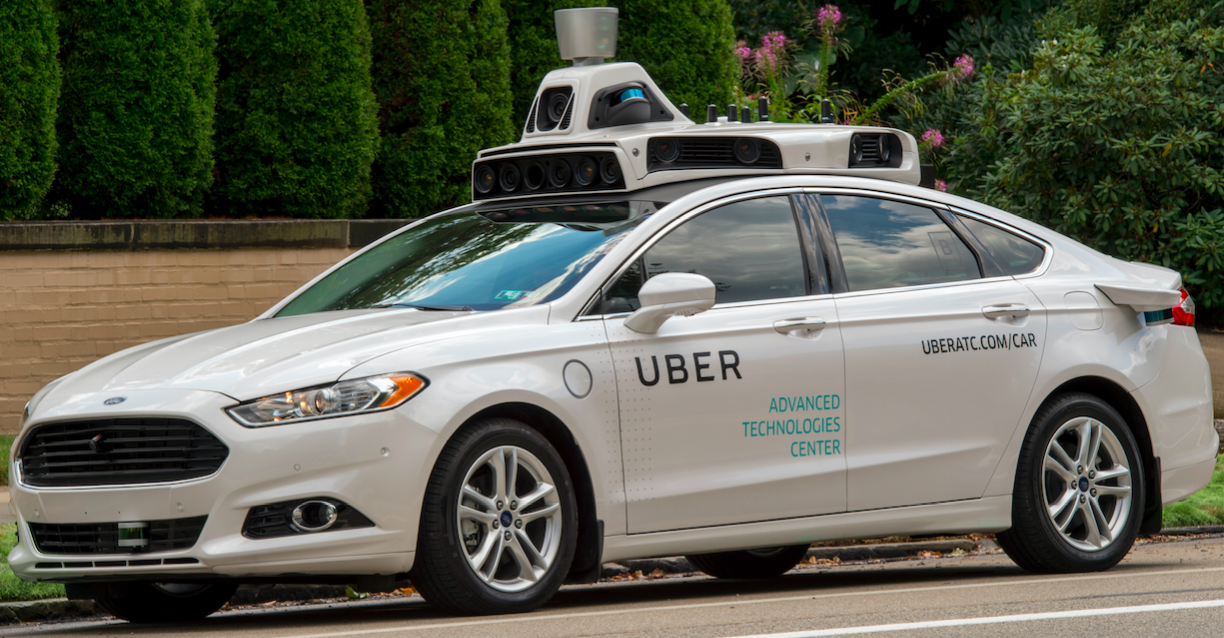 UBER
ADVANCED
TECHNOLOGIES
CENTER
UBERATC.COM/CAR